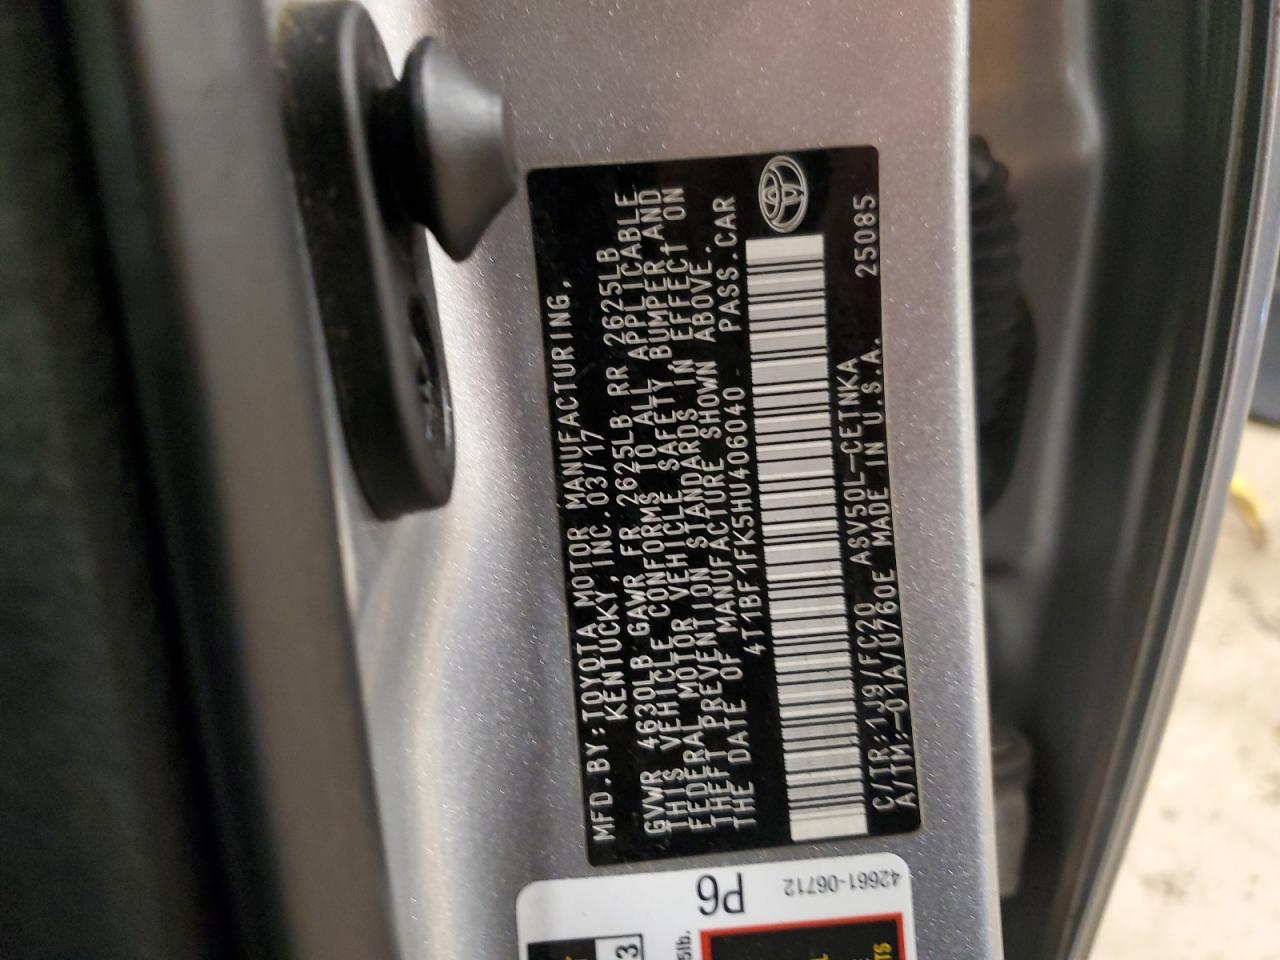 MFD.BY:TOYOTA MOTOR MANUFACTURING,
KENTUCKY,INC.03/17
GVWR 4630LB GAWR FR 2625LB RR 2625LB
THIS VEHICLE CONFORMS TO ALL APPLICABLE
FEDERAL MOTOR VEHICLE SAFETY BUMPER AND
THEFT PREVENTION STANDARDS IN EFFECT ON
THE DATE OF MANUFACTURE SHOWN ABOVE.
4T1BF1FK5HU406040 PASS.CAR
C/TR:1J9/FC20 ASV50L-CETNKA 25085
A/TM:-01A/U760E MADE IN U.S.A.
42661-06712
P6
3
5lb.